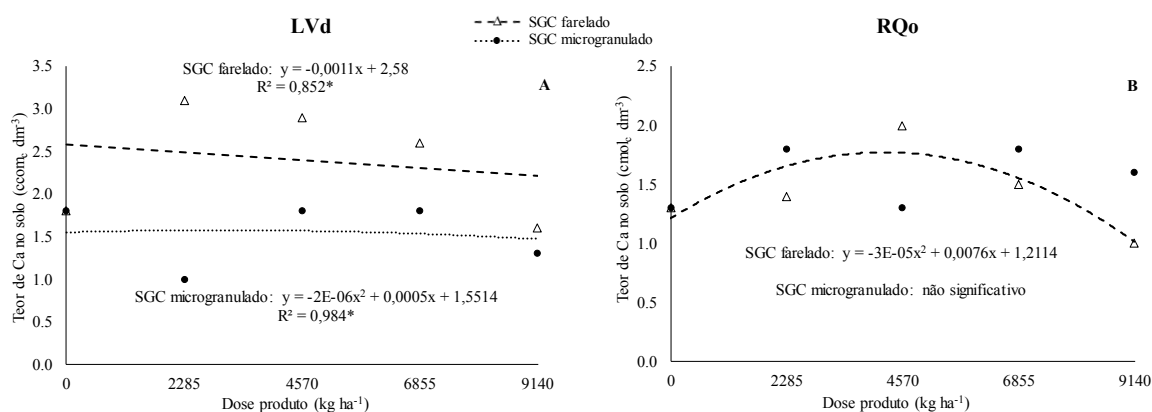 LVd
SGC farelado
SGC microgranulado
RQo
Teor de Ca no solo (ccom꜀ dm⁻³)
3.5
3.0
2.5
2.0
1.5
1.0
0.5
0.0
SGC farelado: y = -0,0011x + 2,58
R² = 0,852*
A
SGC microgranulado: y = -2E-06x² + 0,0005x + 1,5514
R² = 0,984*
0 2285 4570 6855 9140
Dose produto (kg ha⁻¹)
Teor de Ca no solo (cmol꜀ dm⁻³)
2.5
2.0
1.5
1.0
0.5
0.0
B
SGC farelado: y = -3E-05x² + 0,0076x + 1,2114
SGC microgranulado: não significativo
0 2285 4570 6855 9140
Dose produto (kg ha⁻¹)